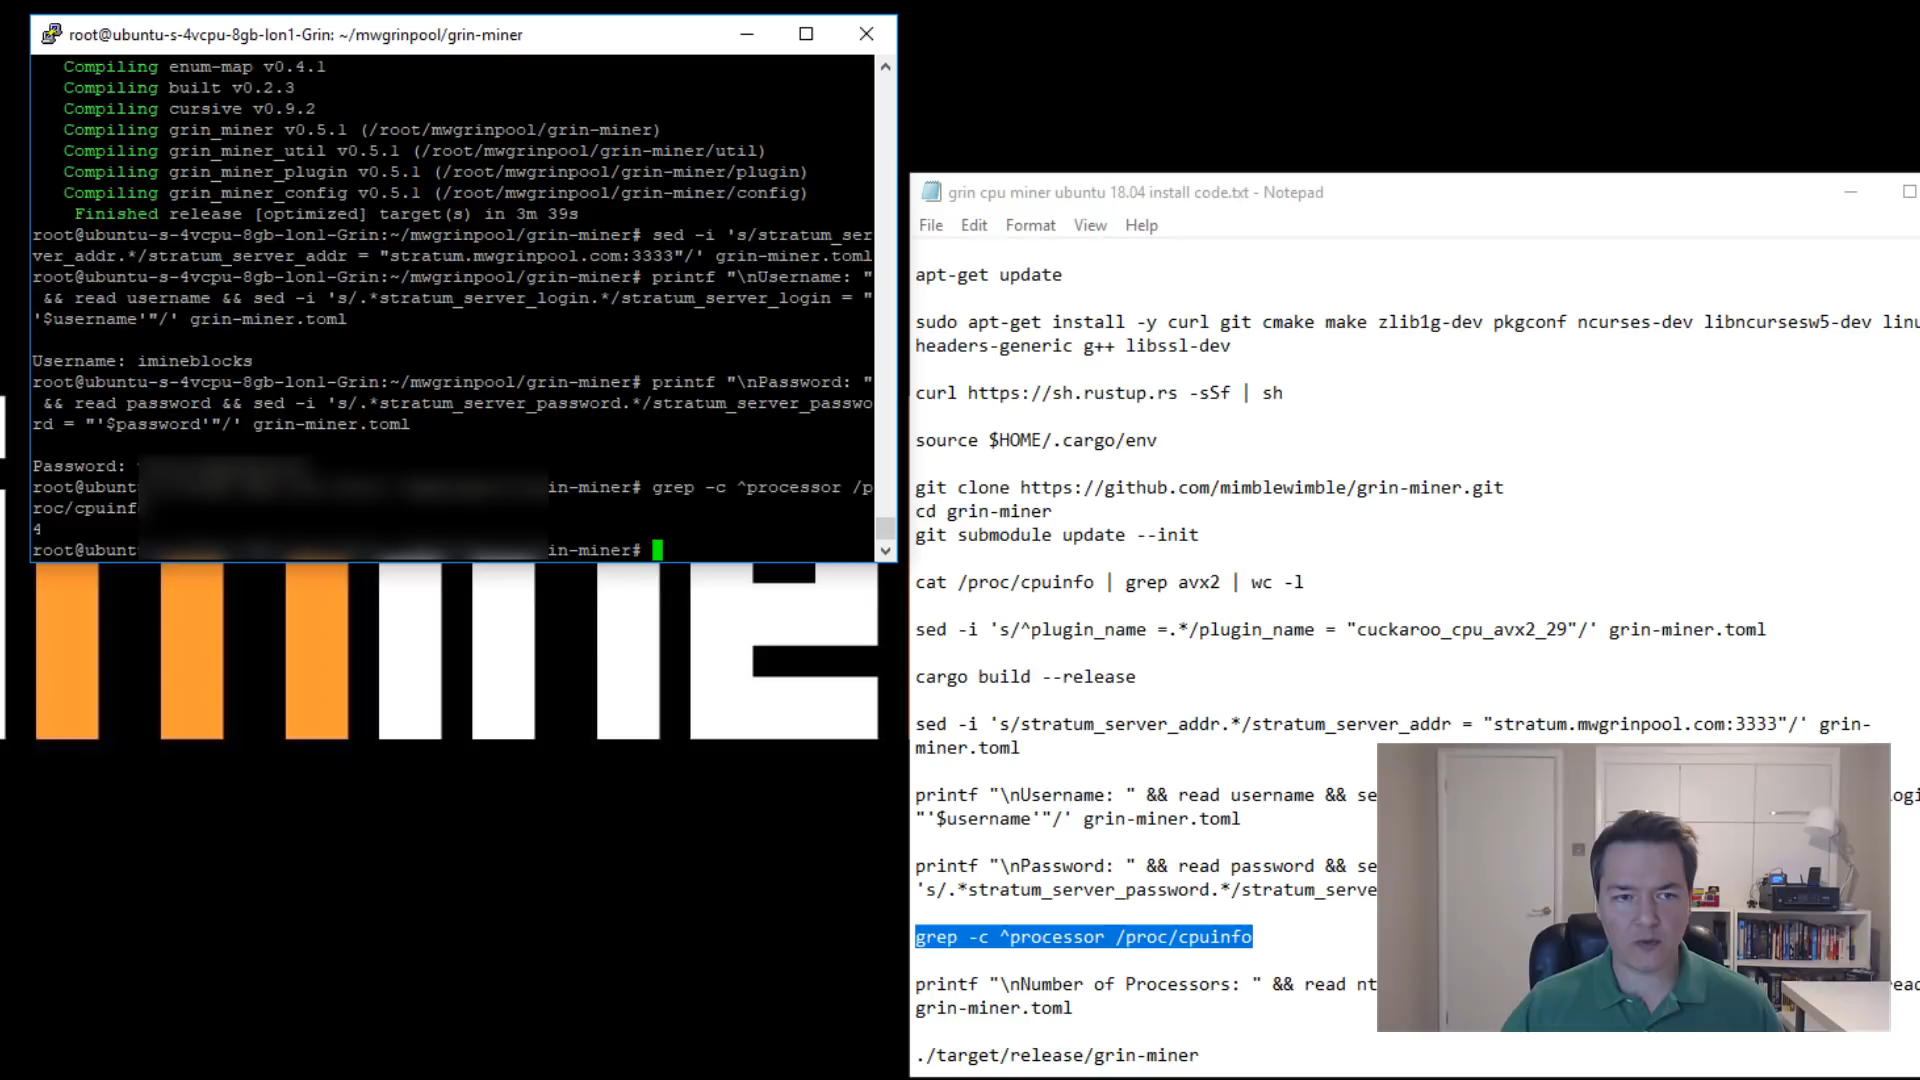 root@ubuntu-s-4vcpu-8gb-lon1-Grin: ~/mwgrinpool/grin-miner
Compiling enum-map v0.4.1
Compiling built v0.2.3
Compiling cursive v0.9.2
Compiling grin_miner v0.5.1 (/root/mwgrinpool/grin-miner)
Compiling grin_miner_util v0.5.1 (/root/mwgrinpool/grin-miner/util)
Compiling grin_miner_plugin v0.5.1 (/root/mwgrinpool/grin-miner/plugin)
Compiling grin_miner_config v0.5.1 (/root/mwgrinpool/grin-miner/config)
Finished release [optimized] target(s) in 3m 39s
root@ubuntu-s-4vcpu-8gb-lon1-Grin:~/mwgrinpool/grin-miner# sed -i 's/stratum_ser
ver_addr.*/stratum_server_addr = "stratum.mwgrinpool.com:3333"/' grin-miner.toml
root@ubuntu-s-4vcpu-8gb-lon1-Grin:~/mwgrinpool/grin-miner# printf "\nUsername: "
&& read username && sed -i 's/.*stratum_server_login.*/stratum_server_login = "
'$username'"/' grin-miner.toml
Username: imineblocks
root@ubuntu-s-4vcpu-8gb-lon1-Grin:~/mwgrinpool/grin-miner# printf "\nPassword: "
&& read password && sed -i 's/.*stratum_server_password.*/stratum_server_passwo
rd = "'$password'"/' grin-miner.toml
Password:
root@ubunt in-miner# grep -c ^processor /p
roc/cpuinf
4
root@ubunt in-miner#
grin cpu miner ubuntu 18.04 install code.txt - Notepad
File Edit Format View Help
apt-get update
sudo apt-get install -y curl git cmake make zlib1g-dev pkgconf ncurses-dev libncursesw5-dev linu
headers-generic g++ libssl-dev
curl https://sh.rustup.rs -sSf | sh
source $HOME/.cargo/env
git clone https://github.com/mimblewimble/grin-miner.git
cd grin-miner
git submodule update --init
cat /proc/cpuinfo | grep avx2 | wc -l
sed -i 's/^plugin_name =.*/plugin_name = "cuckaroo_cpu_avx2_29"/' grin-miner.toml
cargo build --release
sed -i 's/stratum_server_addr.*/stratum_server_addr = "stratum.mwgrinpool.com:3333"/' grin-
miner.toml
printf "\nUsername: " && read username && se ogi
"'$username'"/' grin-miner.toml
printf "\nPassword: " && read password && se
's/.*stratum_server_password.*/stratum_serve
grep -c ^processor /proc/cpuinfo
printf "\nNumber of Processors: " && read nt read
grin-miner.toml
./target/release/grin-miner